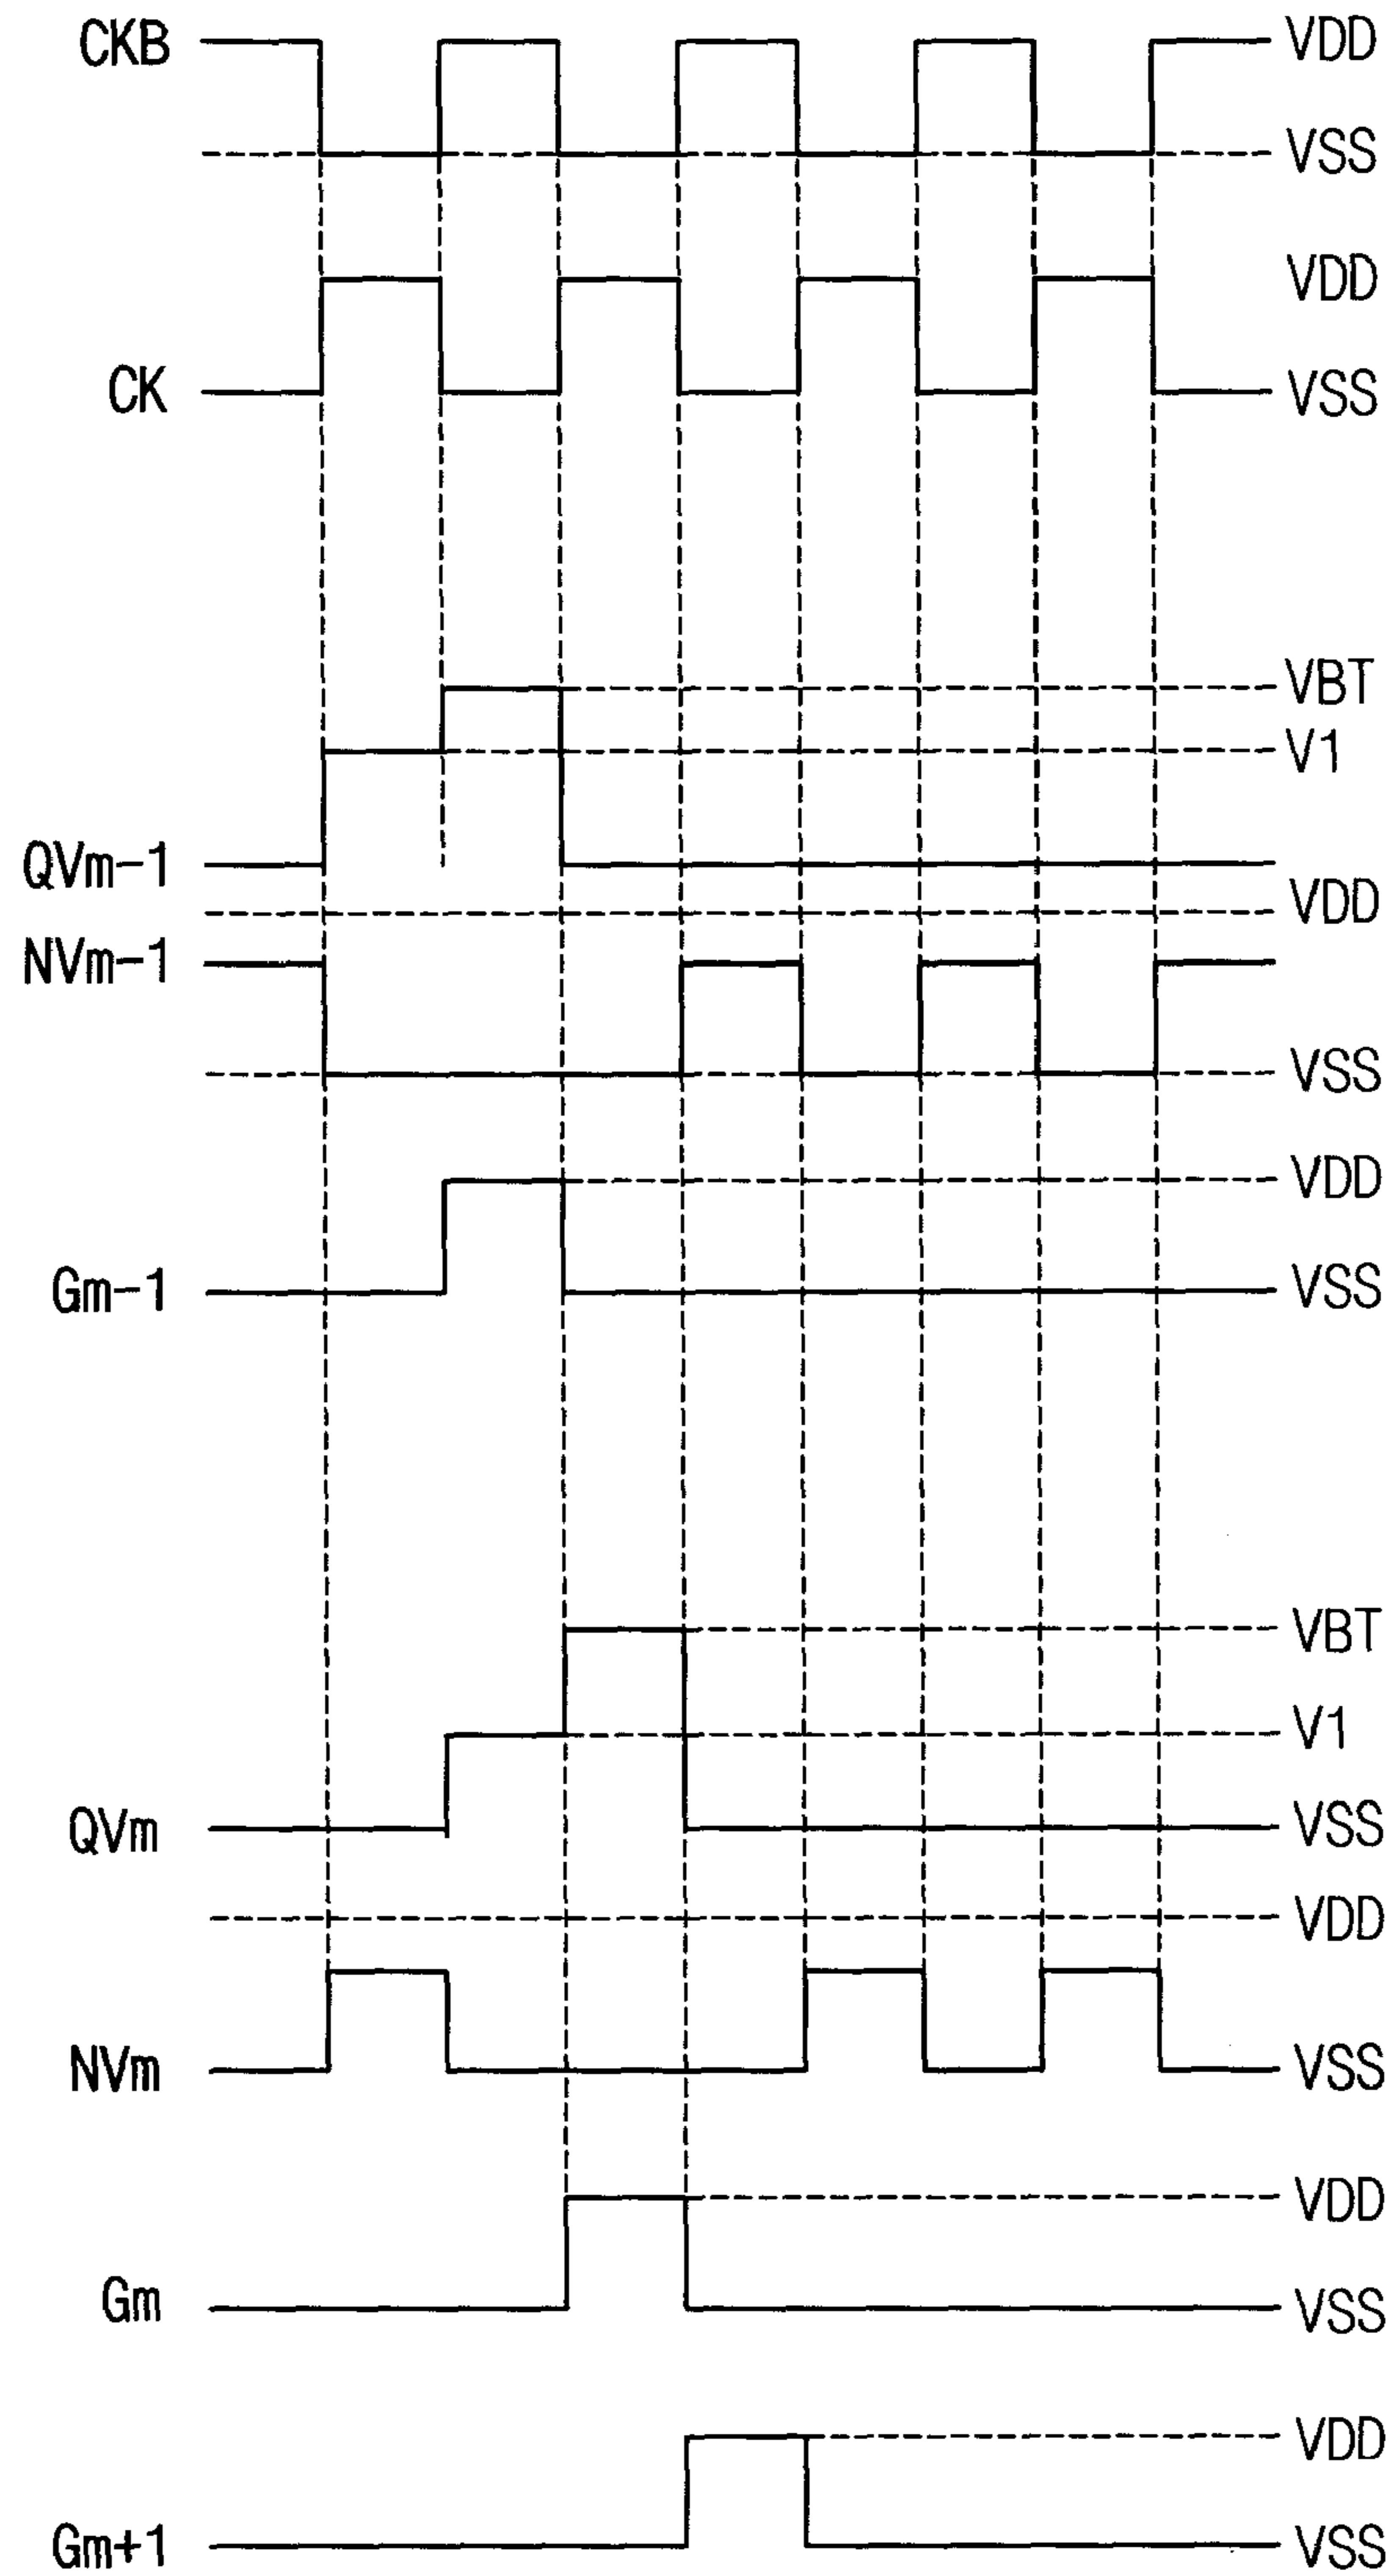 CKB VDD
VSS
VDD
CK VSS
VBT
V1
QVm-1
VDD
NVm-1
VSS
VDD
Gm-1 VSS
VBT
V1
QVm VSS
VDD
NVm VSS
VDD
Gm VSS
VDD
Gm+1 VSS